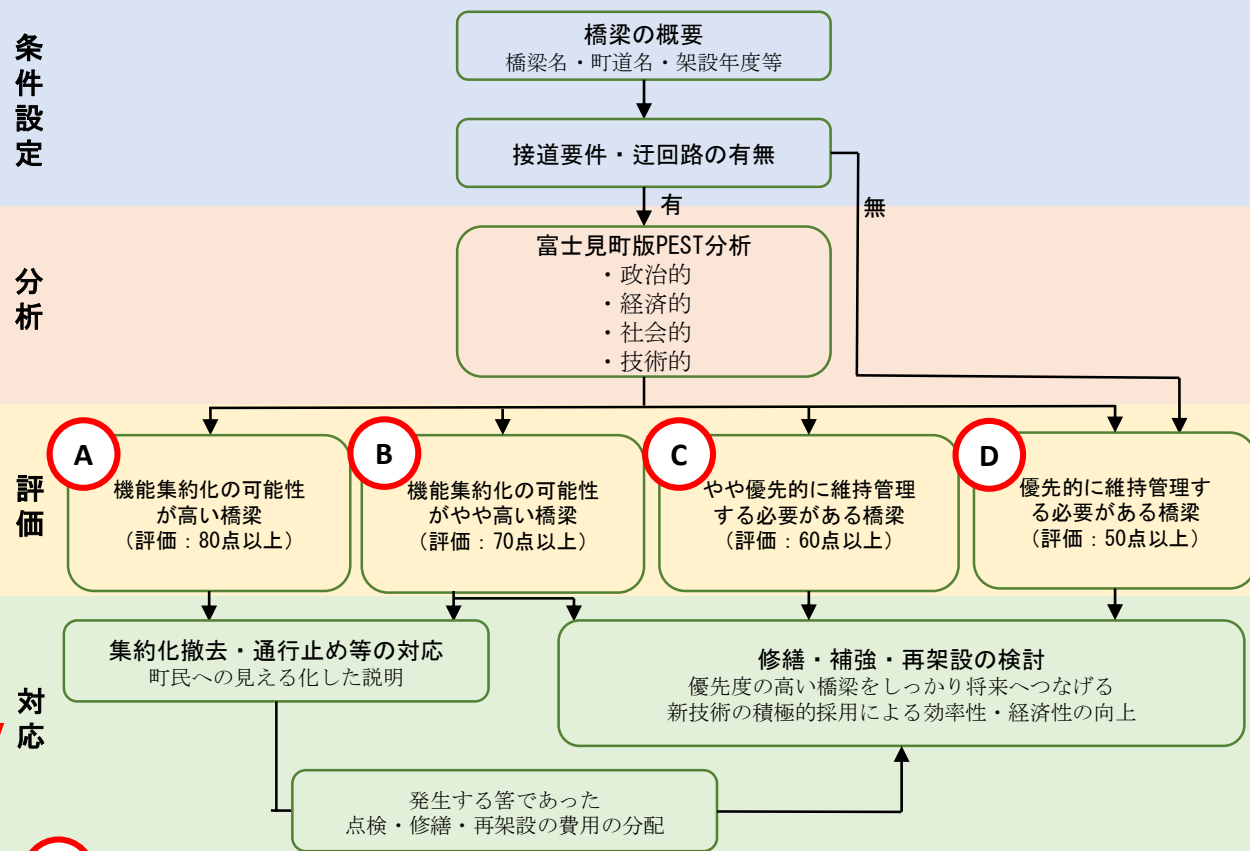 条件設定
橋梁の概要
橋梁名・町道名・架設年度等
接道要件・迂回路の有無
有
無
分析
富士見町版PEST分析
・政治的
・経済的
・社会的
・技術的
評価
A
機能集約化の可能性
が高い橋梁
（評価：80点以上）
B
機能集約化の可能性
がやや高い橋梁
（評価：70点以上）
C
やや優先的に維持管理
する必要がある橋梁
（評価：60点以上）
D
優先的に維持管理す
る必要がある橋梁
（評価：50点以上）
対応
集約化撤去・通行止め等の対応
町民への見える化した説明
修繕・補強・再架設の検討
優先度の高い橋梁をしっかり将来へつなげる
新技術の積極的採用による効率性・経済性の向上
発生する筈であった
点検・修繕・再架設の費用の分配